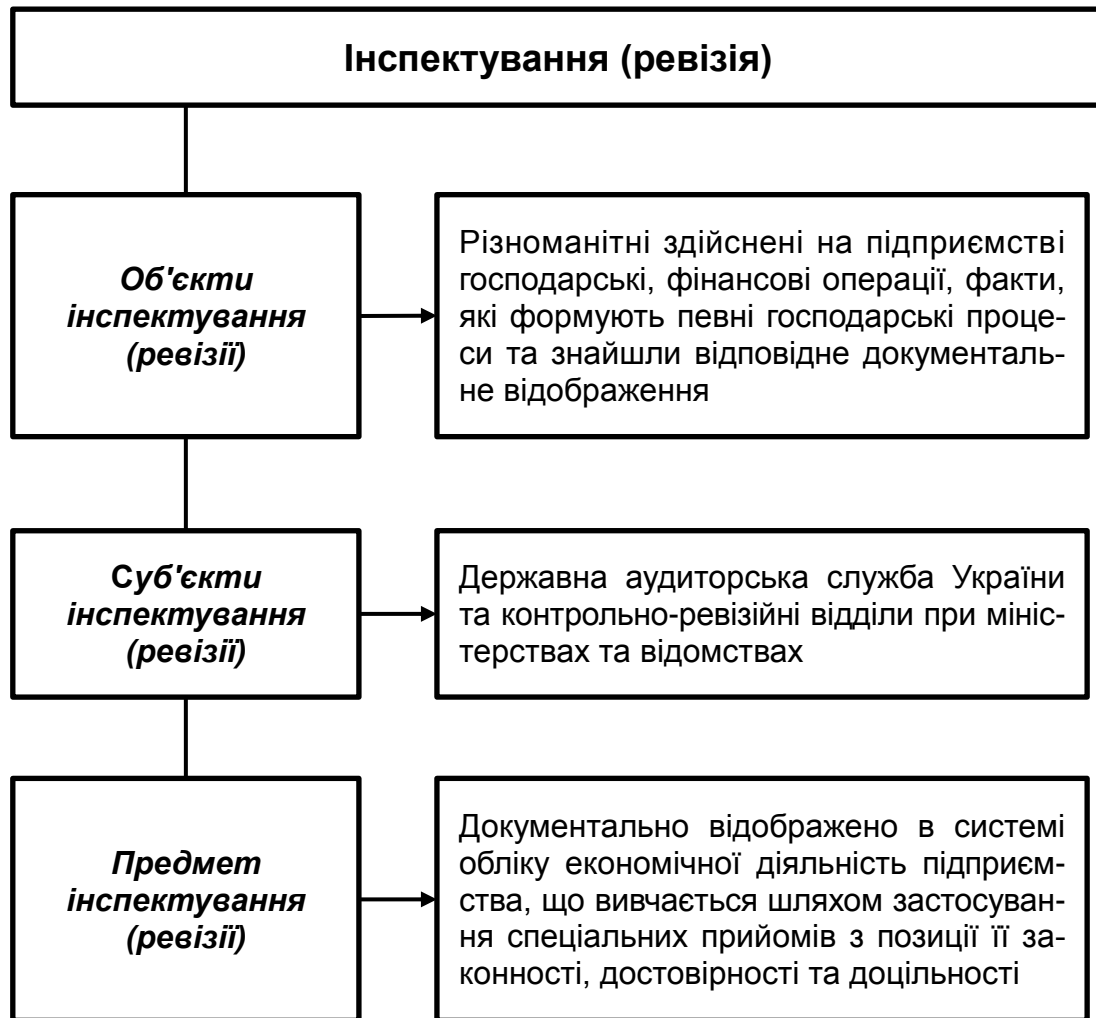 Інспектування (ревізія)
Об'єкти
інспектування
(ревізії)
Різноманітні здійснені на підприємстві
господарські, фінансові операції, факти,
які формують певні господарські проце-
си та знайшли відповідне документаль-
не відображення
Суб'єкти
інспектування
(ревізії)
Державна аудиторська служба України
та контрольно-ревізійні відділи при мініс-
терствах та відомствах
Предмет
інспектування
(ревізії)
Документально відображено в системі
обліку економічної діяльність підприєм-
ства, що вивчається шляхом застосуван-
ня спеціальних прийомів з позиції її за-
конності, достовірності та доцільності